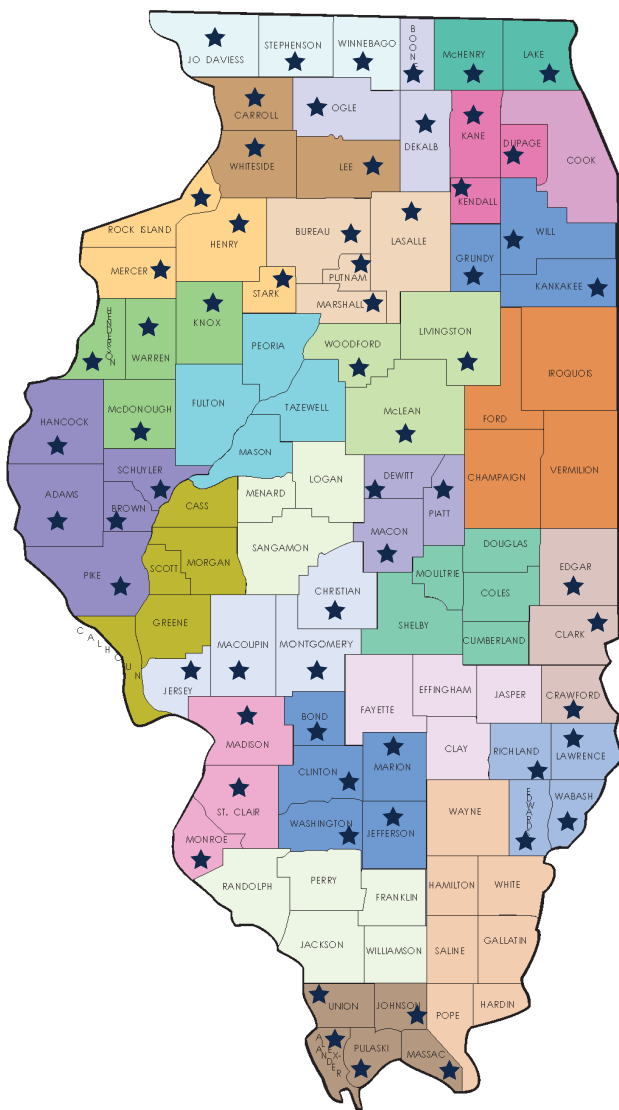 JO DAVIESS
STEPHENSON
WINNEBAGO
BOONE
McHENRY
LAKE
CARROLL
OGLE
DEKALB
KANE
DUPAGE
COOK
WHITESIDE
LEE
KENDALL
ROCK ISLAND
HENRY
BUREAU
LASALLE
GRUNDY
WILL
MERCER
STARK
PUTNAM
MARSHALL
KANKAKEE
HENDERSON
WARREN
KNOX
PEORIA
WOODFORD
LIVINGSTON
IROQUOIS
HANCOCK
McDONOUGH
FULTON
TAZEWELL
McLEAN
FORD
MASON
SCHUYLER
LOGAN
DEWITT
CHAMPAIGN
VERMILION
ADAMS
BROWN
CASS
MENARD
PIATT
MACON
SANGAMON
DOUGLAS
PIKE
SCOTT
MORGAN
CHRISTIAN
MOULTRIE
COLES
EDGAR
CALHOUN
GREENE
MACOUPIN
MONTGOMERY
SHELBY
CUMBERLAND
CLARK
JERSEY
FAYETTE
EFFINGHAM
JASPER
CRAWFORD
MADISON
BOND
CLAY
RICHLAND
LAWRENCE
CLINTON
MARION
ST. CLAIR
WASHINGTON
JEFFERSON
WAYNE
EDWARDS
WABASH
MONROE
RANDOLPH
PERRY
FRANKLIN
HAMILTON
WHITE
JACKSON
WILLIAMSON
SALINE
GALLATIN
UNION
JOHNSON
POPE
HARDIN
ALEX-
ANDER
PULASKI
MASSAC